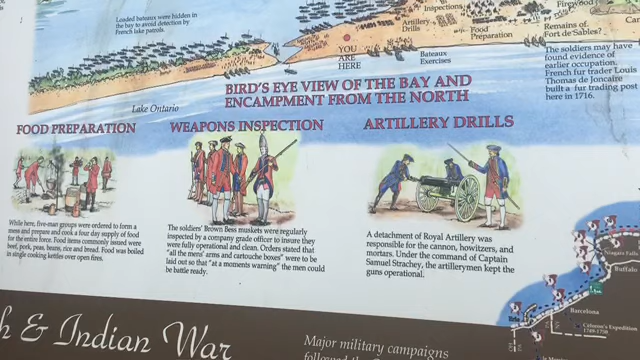 Loaded bateaux were hidden in
the bay to avoid detection by
French lake patrols.
Inspections
Artillery
Drills
Food
Preparation
Firewood
Remains of
Fort de Sables?
YOU
ARE
HERE
Bateaux
Exercises
The soldiers may have
found evidence of
earlier occupation.
French fur trader Louis
Thomas de Joncaire
built a fur trading post
here in 1716.
Lake Ontario
BIRD'S EYE VIEW OF THE BAY AND
ENCAMPMENT FROM THE NORTH
FOOD PREPARATION
While here, five-man groups were ordered to form a
mess and prepare and cook a four day supply of food
for the entire force. Food items commonly issued were
beef, pork, peas, beans, rice and bread. Food was boiled
in single cooking kettles over open fires.
WEAPONS INSPECTION
The soldiers' Brown Bess muskets were regularly
inspected by a company grade officer to insure they
were fully operational and clean. Orders stated that
"all the mens' arms and cartouche boxes" were to be
laid out so that "at a moments warning" the men could
be battle ready.
ARTILLERY DRILLS
A detachment of Royal Artillery was
responsible for the cannon, howitzers, and
mortars. Under the command of Captain
Samuel Strachey, the artillerymen kept the
guns operational.
Niagara Falls
Buffalo
Barcelona
Céloron's Expedition
& Indian War
Major military campaigns